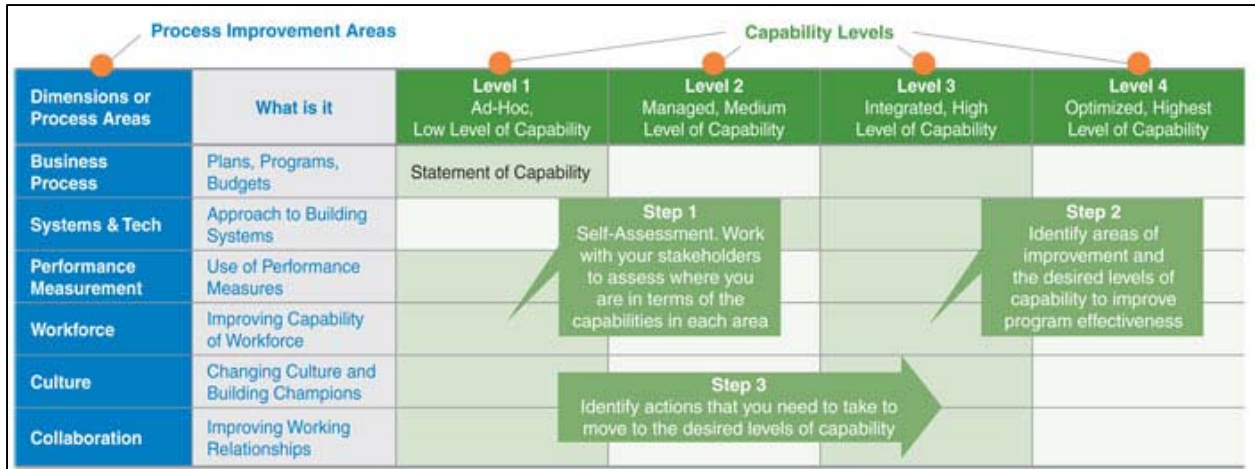 Process Improvement Areas
Capability Levels
Dimensions or
Process Areas
What is it
Level 1
Ad-Hoc,
Low Level of Capability
Level 2
Managed, Medium
Level of Capability
Level 3
Integrated, High
Level of Capability
Level 4
Optimized, Highest
Level of Capability
Business
Process
Plans, Programs,
Budgets
Statement of Capability
Systems & Tech
Approach to Building
Systems
Performance
Measurement
Use of Performance
Measures
Workforce
Improving Capability
of Workforce
Culture
Changing Culture and
Building Champions
Collaboration
Improving Working
Relationships
Step 1
Self-Assessment. Work
with your stakeholders
to assess where you
are in terms of the
capabilities in each area
Step 2
Identify areas of
improvement and
the desired levels of
capability to improve
program effectiveness
Step 3
Identify actions that you need to take to
move to the desired levels of capability